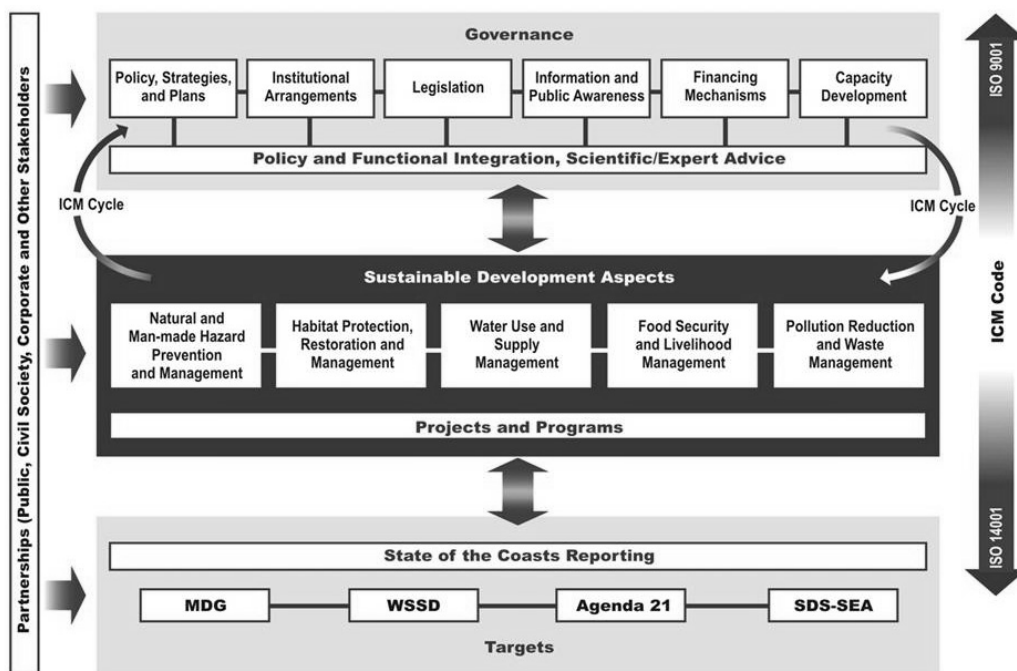 Partnerships (Public, Civil Society, Corporate and Other Stakeholders
Governance
Policy, Strategies,
and Plans
Institutional
Arrangements
Legislation
Information and
Public Awareness
Financing
Mechanisms
Capacity
Development
Policy and Functional Integration, Scientific/Expert Advice
ICM Cycle
ICM Cycle
Sustainable Development Aspects
Natural and
Man-made Hazard
Prevention
and Management
Habitat Protection,
Restoration and
Management
Water Use and
Supply
Management
Food Security
and Livelihood
Management
Pollution Reduction
and Waste
Management
Projects and Programs
State of the Coasts Reporting
MDG
WSSD
Agenda 21
SDS-SEA
Targets
ISO 9001
ICM Code
ISO 14001